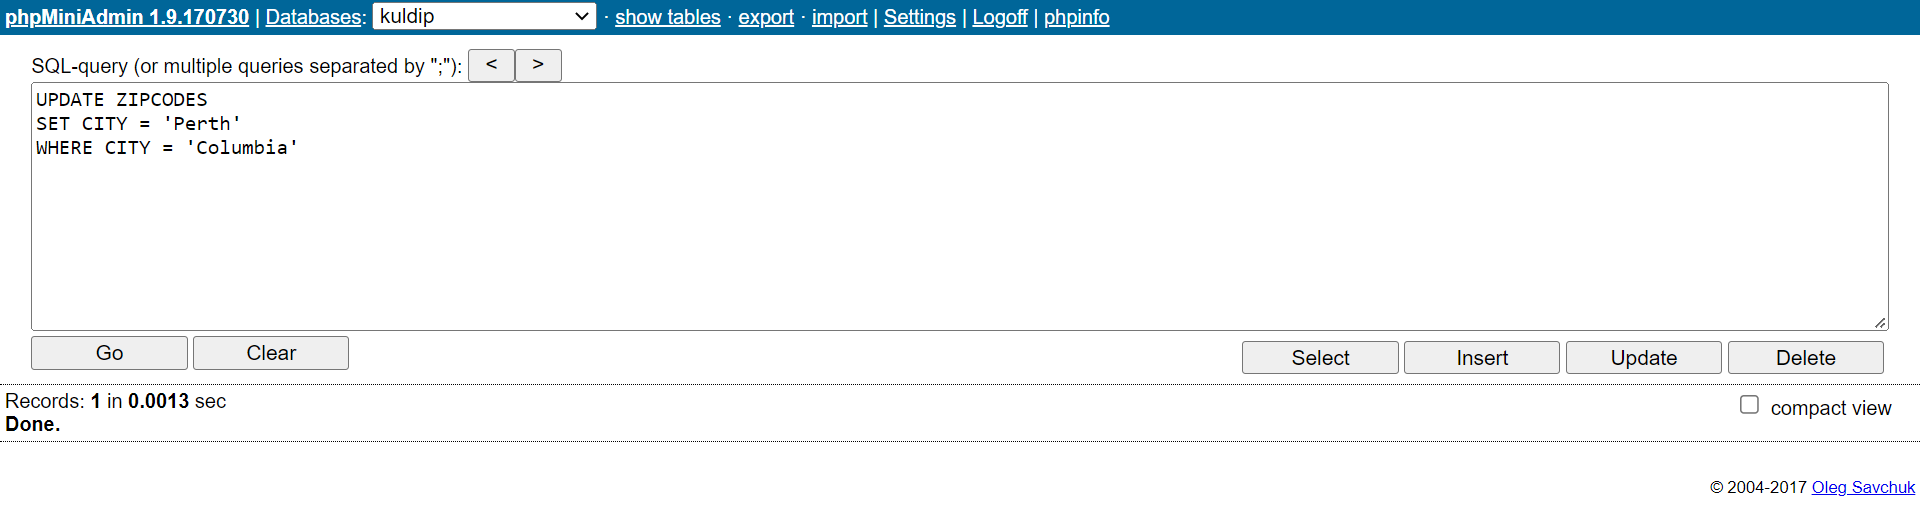 phpMiniAdmin 1.9.170730 | Databases: kuldip · show tables · export · import | Settings | Logoff | phpinfo
SQL-query (or multiple queries separated by ";"): < >
UPDATE ZIPCODES
SET CITY = 'Perth'
WHERE CITY = 'Columbia'
Go Clear Select Insert Update Delete
Records: 1 in 0.0013 sec compact view
Done.
© 2004-2017 Oleg Savchuk